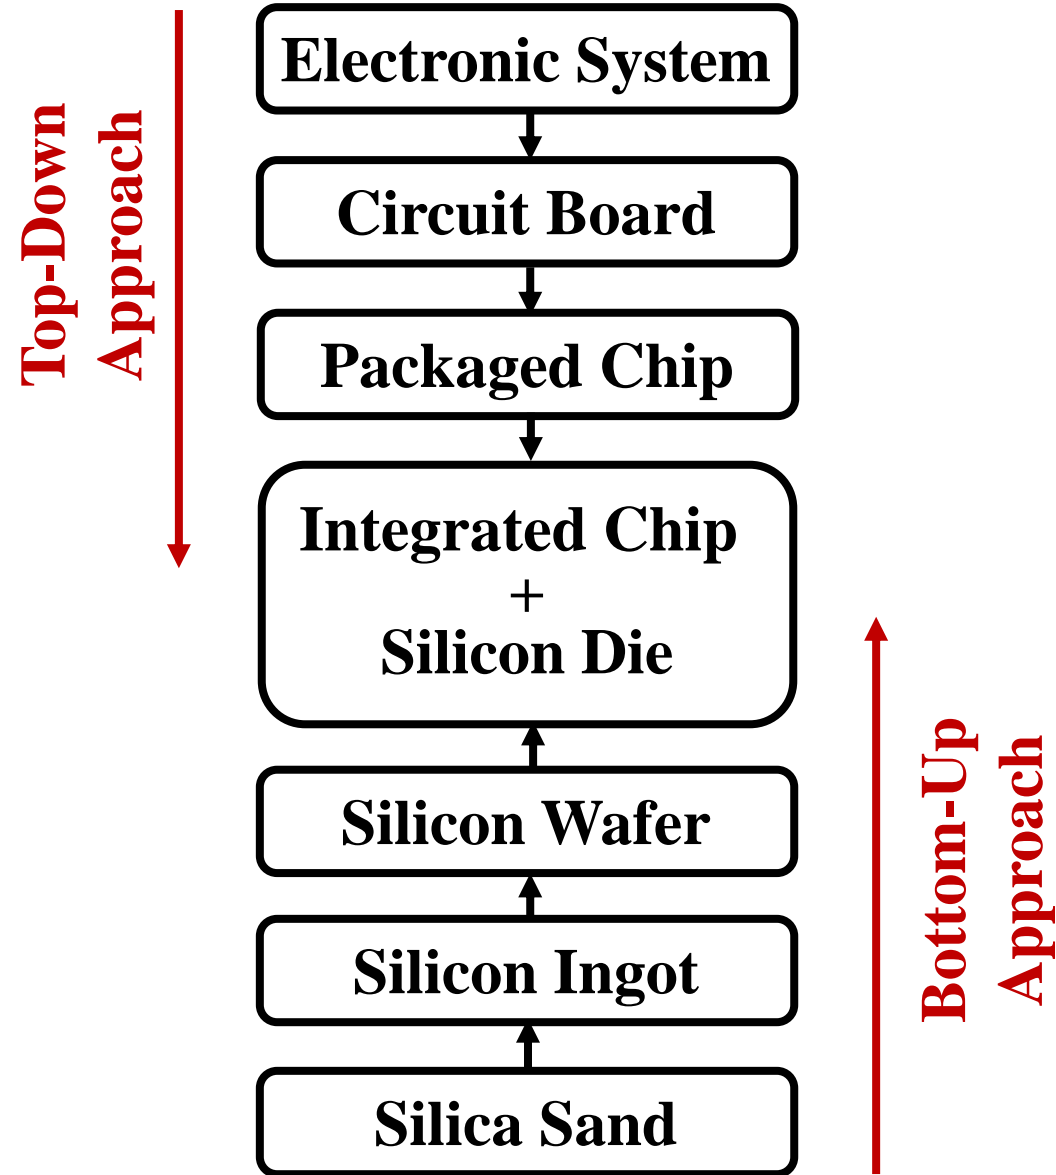 Top-Down
Approach
Electronic System
Circuit Board
Packaged Chip
Integrated Chip
+
Silicon Die
Silicon Wafer
Silicon Ingot
Silica Sand
Bottom-Up
Approach